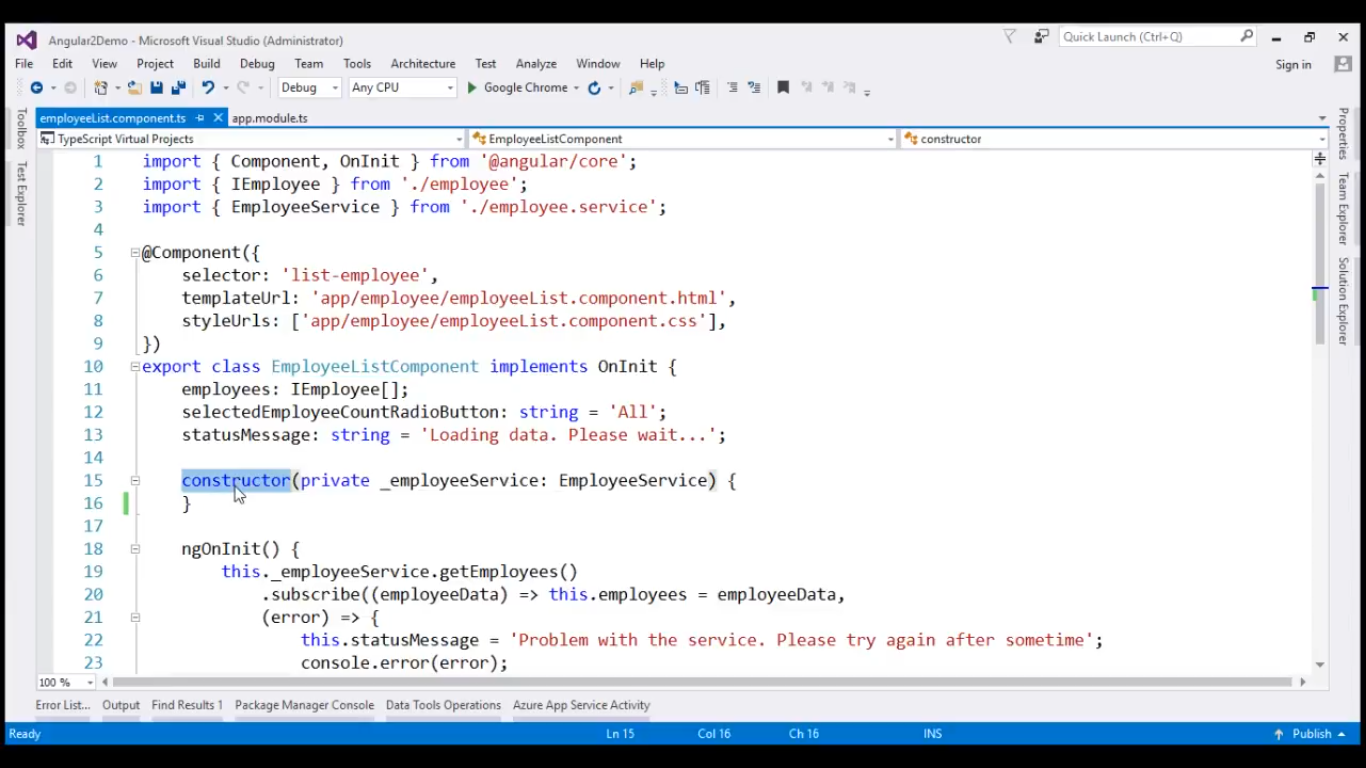 Angular2Demo - Microsoft Visual Studio (Administrator)
Quick Launch (Ctrl+Q)
File Edit View Project Build Debug Team Tools Architecture Test Analyze Window Help
Sign in
Debug Any CPU Google Chrome
employeeList.component.ts app.module.ts
TypeScript Virtual Projects EmployeeListComponent constructor
Toolbox
Test Explorer
Properties
Team Explorer
Solution Explorer
1 import { Component, OnInit } from '@angular/core';
2 import { IEmployee } from './employee';
3 import { EmployeeService } from './employee.service';
4
5 @Component({
6 selector: 'list-employee',
7 templateUrl: 'app/employee/employeeList.component.html',
8 styleUrls: ['app/employee/employeeList.component.css'],
9 })
10 export class EmployeeListComponent implements OnInit {
11 employees: IEmployee[];
12 selectedEmployeeCountRadioButton: string = 'All';
13 statusMessage: string = 'Loading data. Please wait...';
14
15 constructor(private _employeeService: EmployeeService) {
16 }
17
18 ngOnInit() {
19 this._employeeService.getEmployees()
20 .subscribe((employeeData) => this.employees = employeeData,
21 (error) => {
22 this.statusMessage = 'Problem with the service. Please try again after sometime';
23 console.error(error);
100 %
Error List... Output Find Results 1 Package Manager Console Data Tools Operations Azure App Service Activity
Ready Ln 15 Col 16 Ch 16 INS Publish